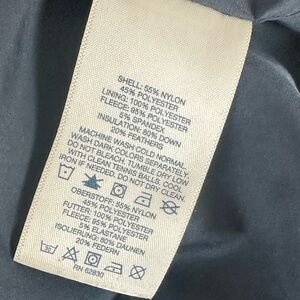 SHELL: 55% NYLON
45% POLYESTER
LINING: 100% POLYESTER
FLEECE: 95% POLYESTER
5% SPANDEX
INSULATION: 80% DOWN
20% FEATHERS
MACHINE WASH COLD NORMAL.
WASH DARK COLORS SEPARATELY.
DO NOT BLEACH. TUMBLE DRY LOW
WITH CLEAN TENNIS BALLS. COOL
IRON IF NEEDED. DO NOT DRY CLEAN.
OBERSTOFF: 55% NYLON
45% POLYESTER
FUTTER: 100% POLYESTER
FLEECE: 95% POLYESTER
5% ELASTANE
ISOLIERUNG: 80% DAUNEN
20% FEDERN
RN 62830